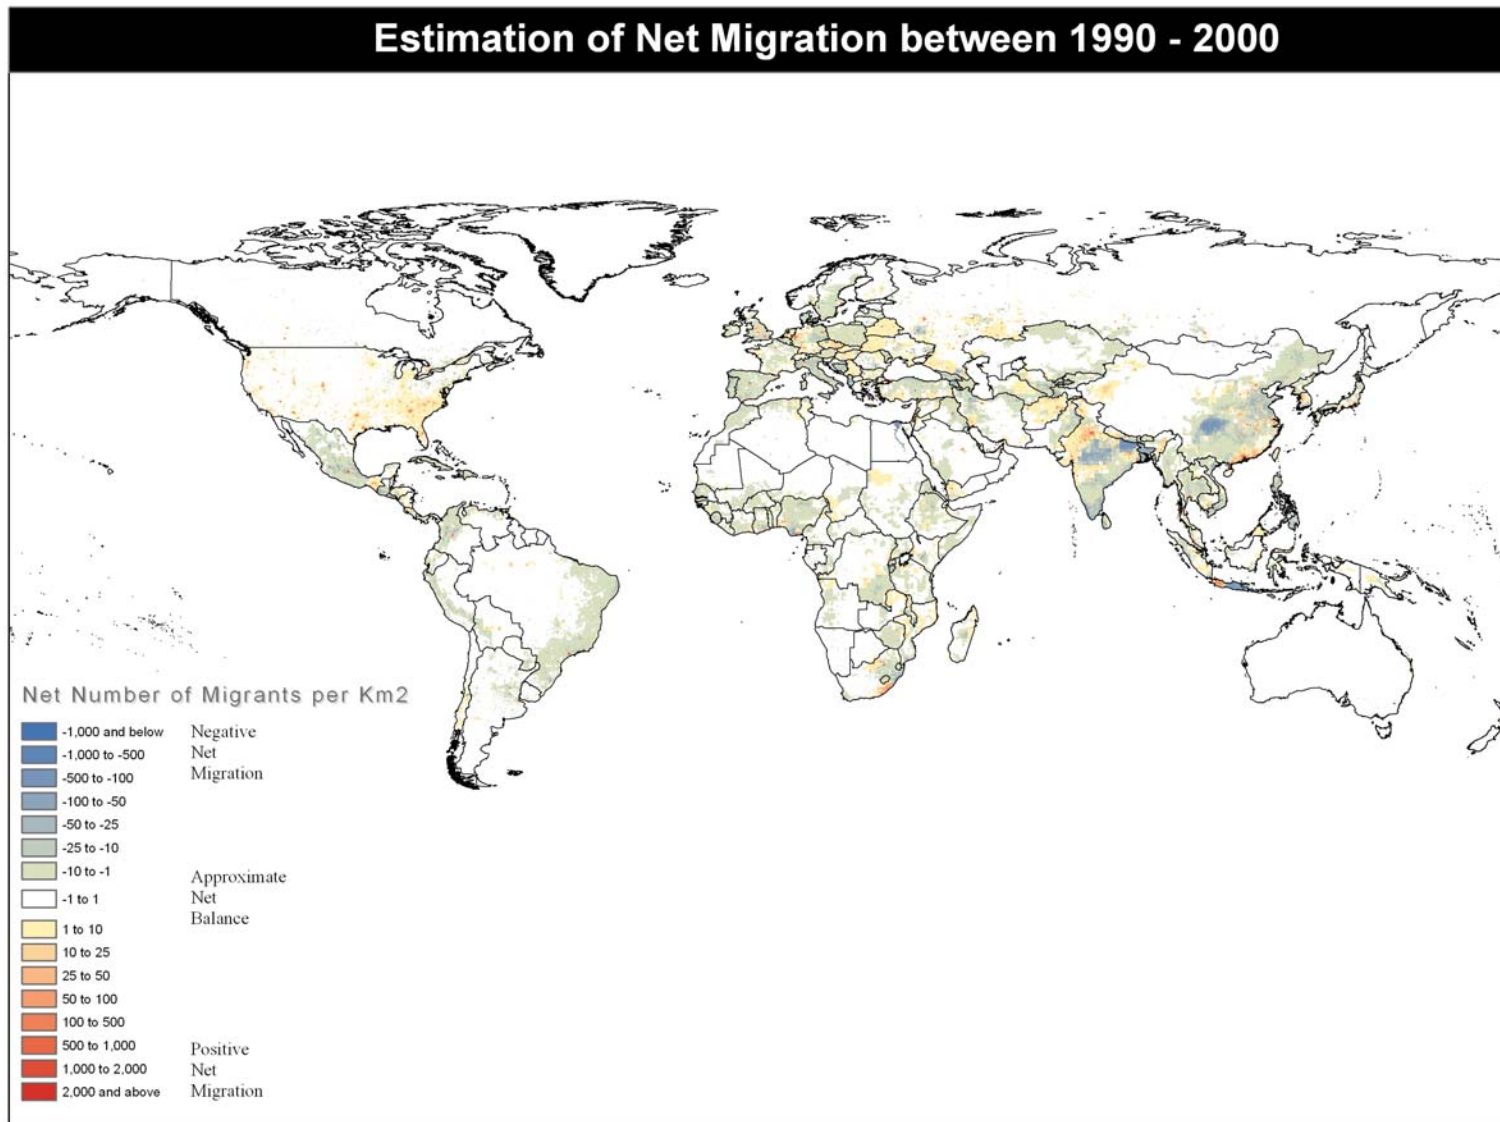 Estimation of Net Migration between 1990 - 2000
Net Number of Migrants per Km2
-1,000 and below
-1,000 to -500
-500 to -100
-100 to -50
-50 to -25
-25 to -10
-10 to -1
-1 to 1
1 to 10
10 to 25
25 to 50
50 to 100
100 to 500
500 to 1,000
1,000 to 2,000
2,000 and above
Negative
Net
Migration
Approximate
Net
Balance
Positive
Net
Migration